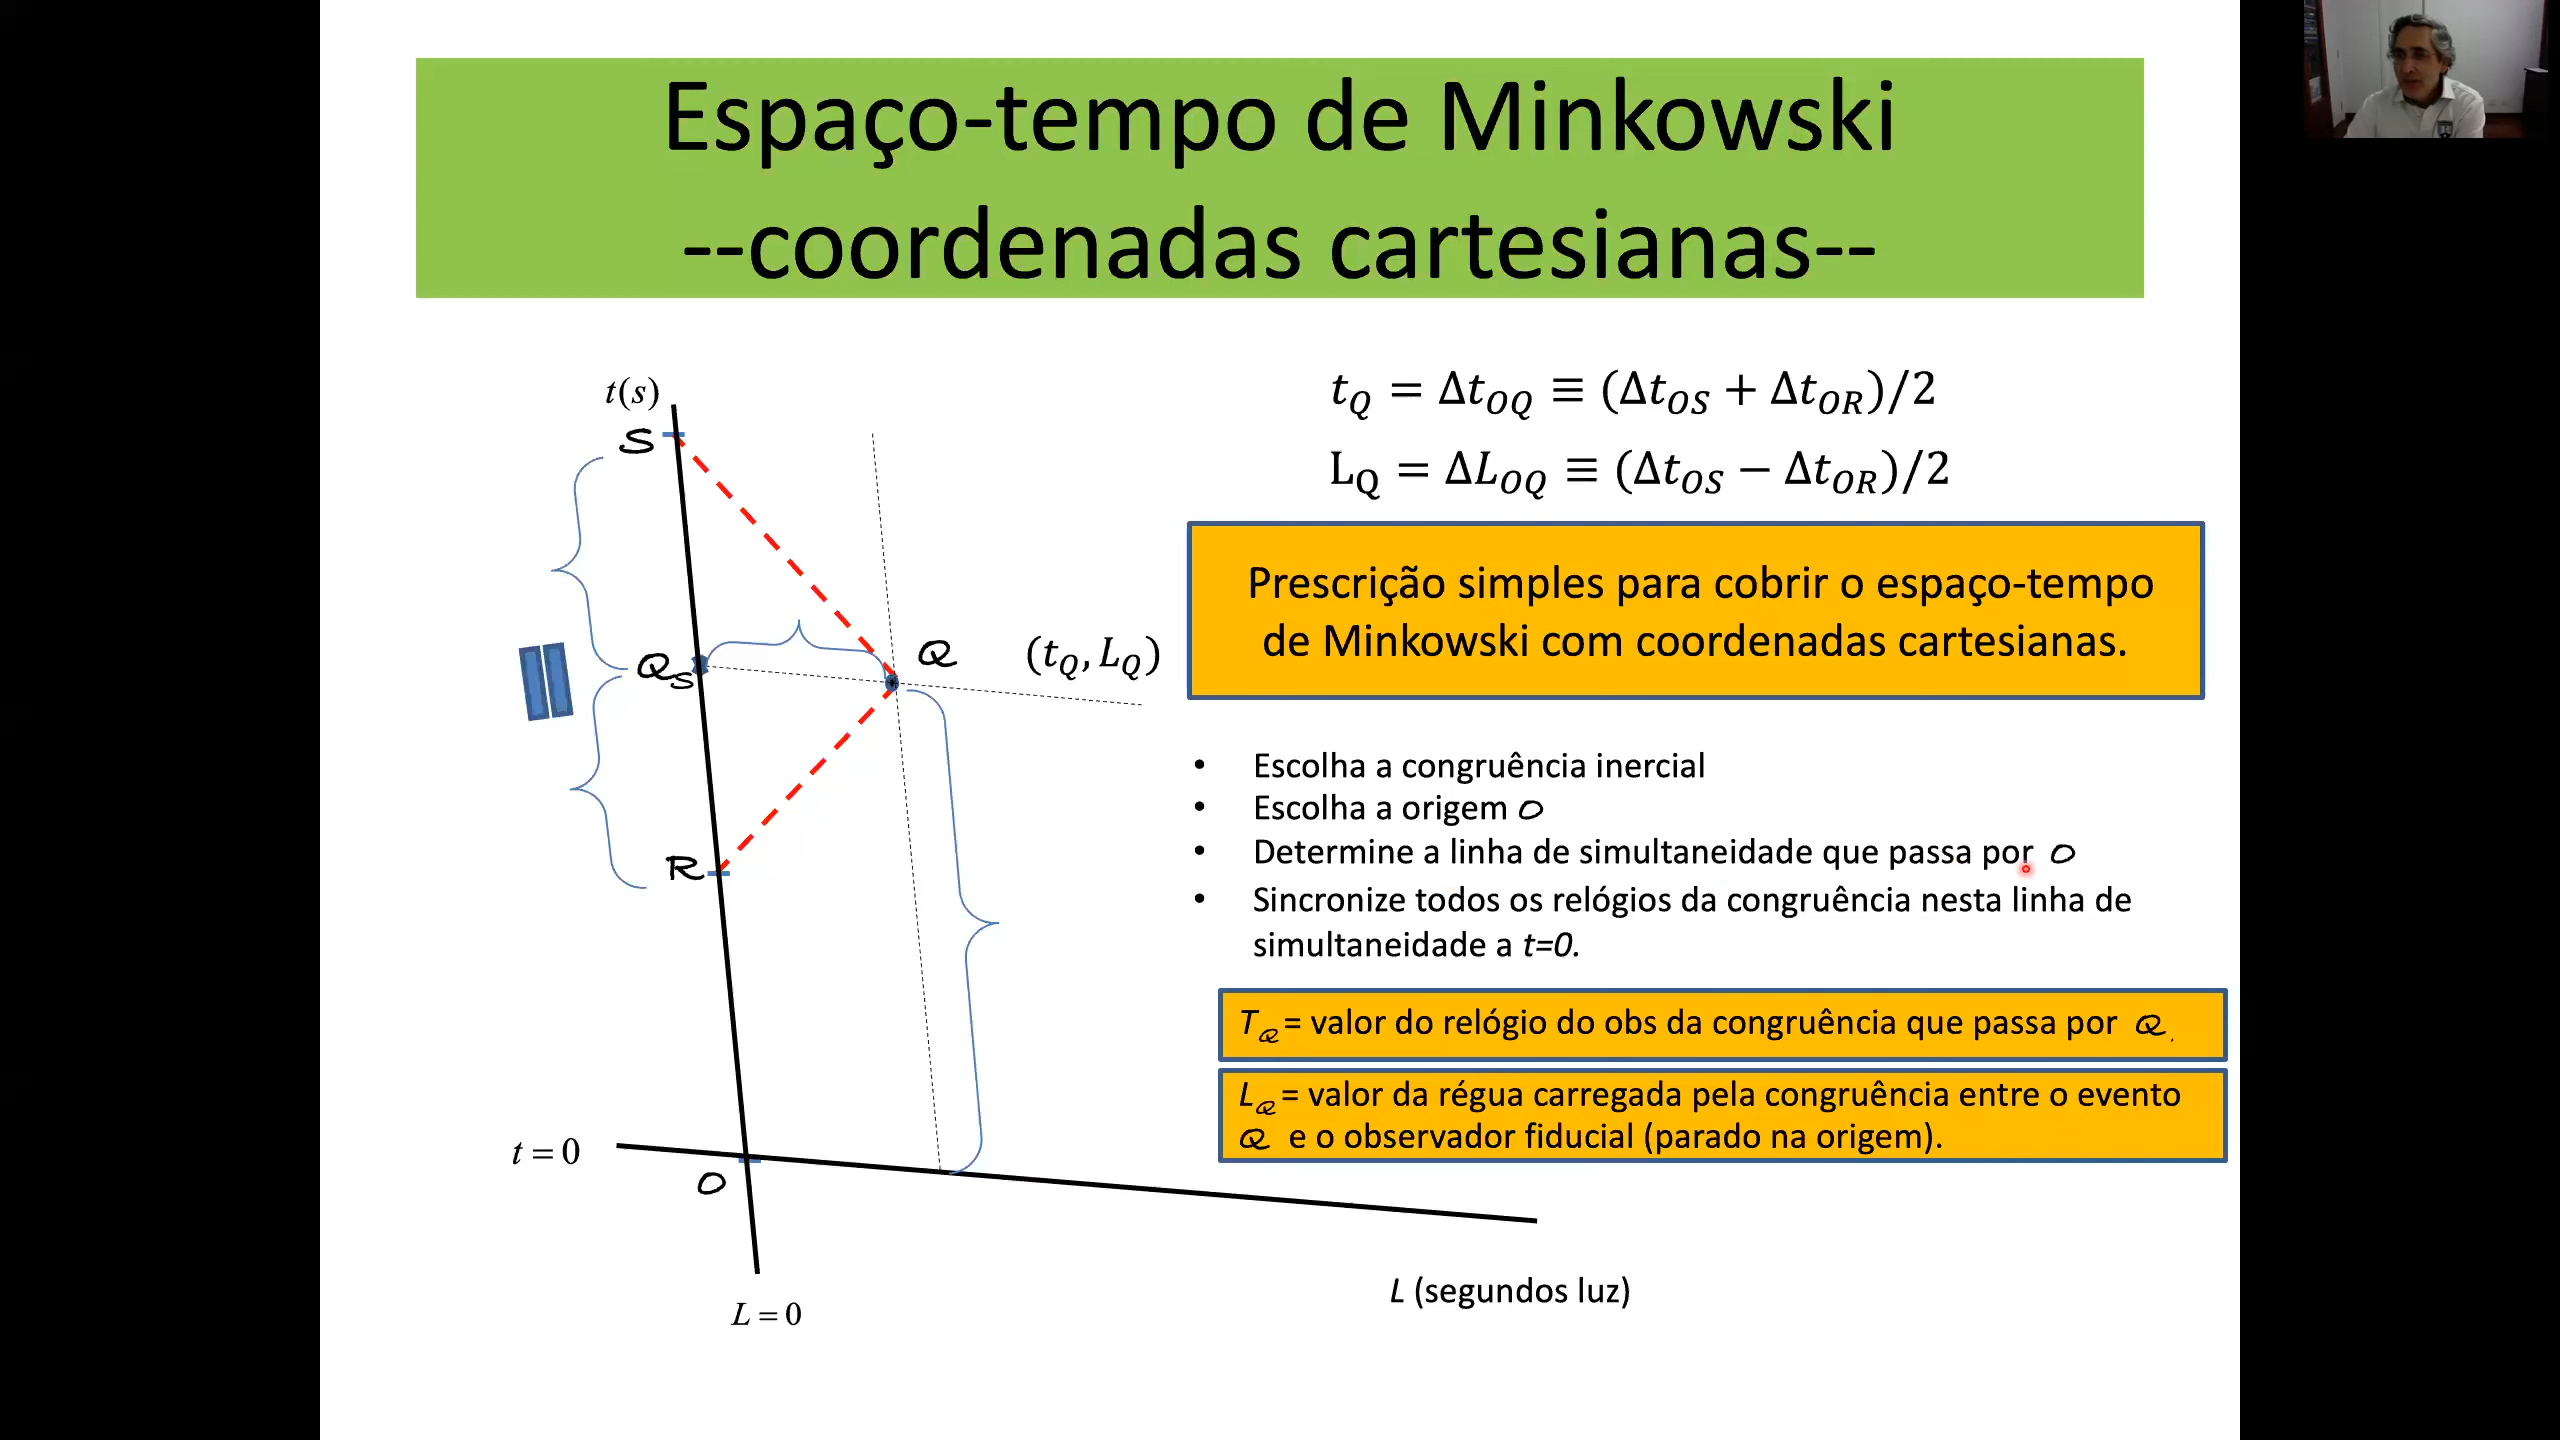 Espaço-tempo de Minkowski
--coordenadas cartesianas--
t(s)
S
Q_S
Q
(t_Q, L_Q)
R
t = 0
O
L = 0
L (segundos luz)
t_Q = Δt_OQ ≡ (Δt_OS + Δt_OR)/2
L_Q = ΔL_OQ ≡ (Δt_OS − Δt_OR)/2
Prescrição simples para cobrir o espaço-tempo
de Minkowski com coordenadas cartesianas.
• Escolha a congruência inercial
• Escolha a origem O
• Determine a linha de simultaneidade que passa por O
• Sincronize todos os relógios da congruência nesta linha de
simultaneidade a t=0.
T_Q = valor do relógio do obs da congruência que passa por Q.
L_Q = valor da régua carregada pela congruência entre o evento
Q e o observador fiducial (parado na origem).